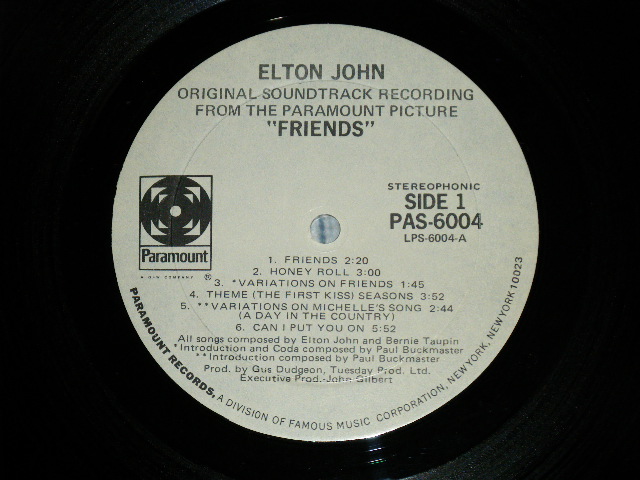 ELTON JOHN
ORIGINAL SOUNDTRACK RECORDING
FROM THE PARAMOUNT PICTURE
"FRIENDS"
Paramount
A G+W COMPANY ®
STEREOPHONIC
SIDE 1
PAS-6004
LPS-6004-A
1. FRIENDS 2:20
2. HONEY ROLL 3:00
3. *VARIATIONS ON FRIENDS 1:45
4. THEME (THE FIRST KISS) SEASONS 3:52
5. **VARIATIONS ON MICHELLE'S SONG 2:44
(A DAY IN THE COUNTRY)
6. CAN I PUT YOU ON 5:52
All songs composed by Elton John and Bernie Taupin
*Introduction and Coda composed by Paul Buckmaster
**Introduction composed by Paul Buckmaster
Prod. by Gus Dudgeon, Tuesday Prod. Ltd.
Executive Prod.-John Gilbert
PARAMOUNT RECORDS, A DIVISION OF FAMOUS MUSIC CORPORATION, NEW YORK, NEW YORK 10023